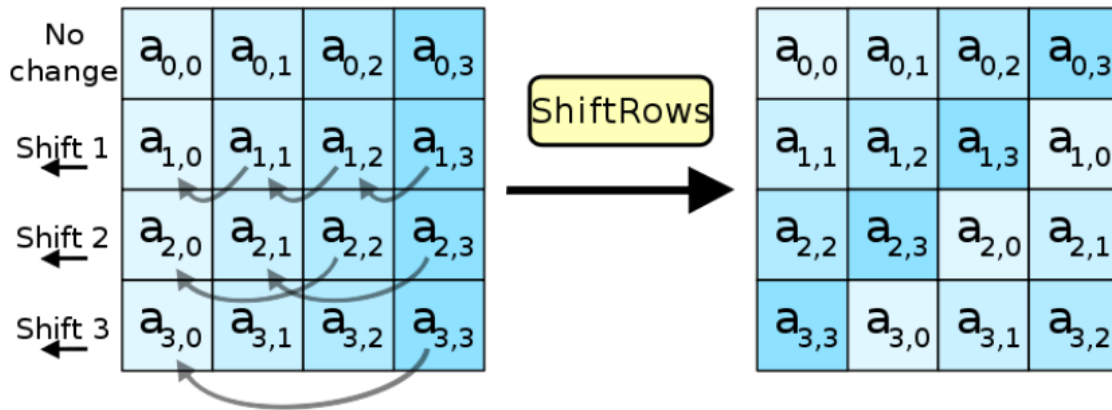 No
change
a0,0 a0,1 a0,2 a0,3
Shift 1
a1,0 a1,1 a1,2 a1,3
Shift 2
a2,0 a2,1 a2,2 a2,3
Shift 3
a3,0 a3,1 a3,2 a3,3
ShiftRows
a0,0 a0,1 a0,2 a0,3
a1,1 a1,2 a1,3 a1,0
a2,2 a2,3 a2,0 a2,1
a3,3 a3,0 a3,1 a3,2